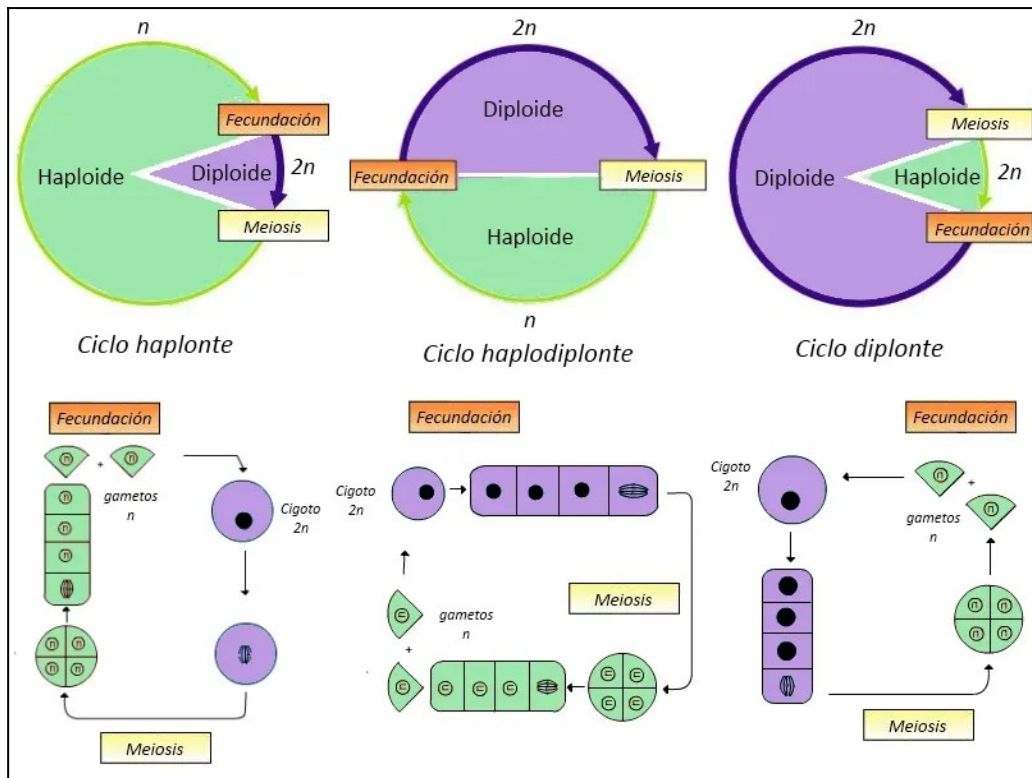 n
Fecundación
Haploide
Diploide
2n
Meiosis
Ciclo haplonte
2n
Diploide
Fecundación
Meiosis
Haploide
n
Ciclo haplodiplonte
2n
Meiosis
Diploide
Haploide
2n
Fecundación
Ciclo diplonte
Fecundación
n
+
n
gametos
n
n
n
n
Cigoto
2n
n
n
n
n
Meiosis
Fecundación
Cigoto
2n
Meiosis
n
gametos
n
+
n
n
n
n
n
n
n
n
Fecundación
Cigoto
2n
n
+
n
gametos
n
n
n
n
n
Meiosis